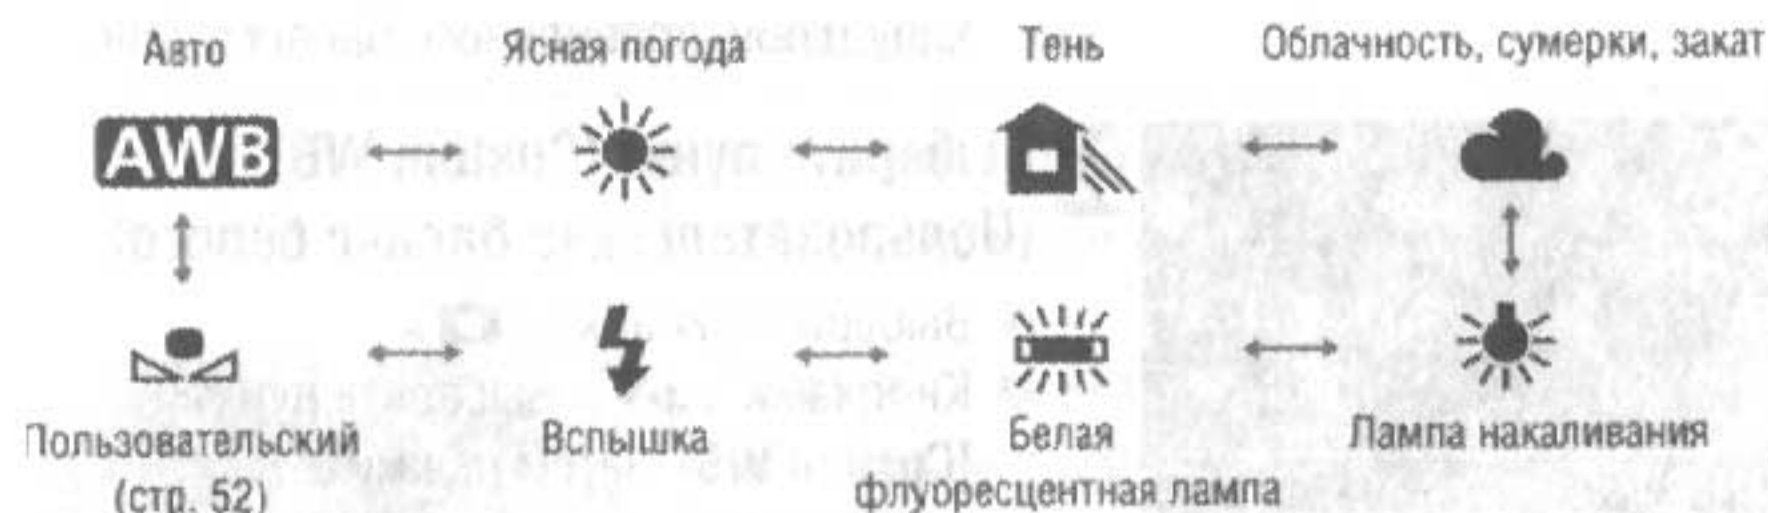 Авто Ясная погода Тень Облачность, сумерки, закат
AWB
Пользовательский Вспышка Белая Лампа накаливания
(стр. 52) флуоресцентная лампа